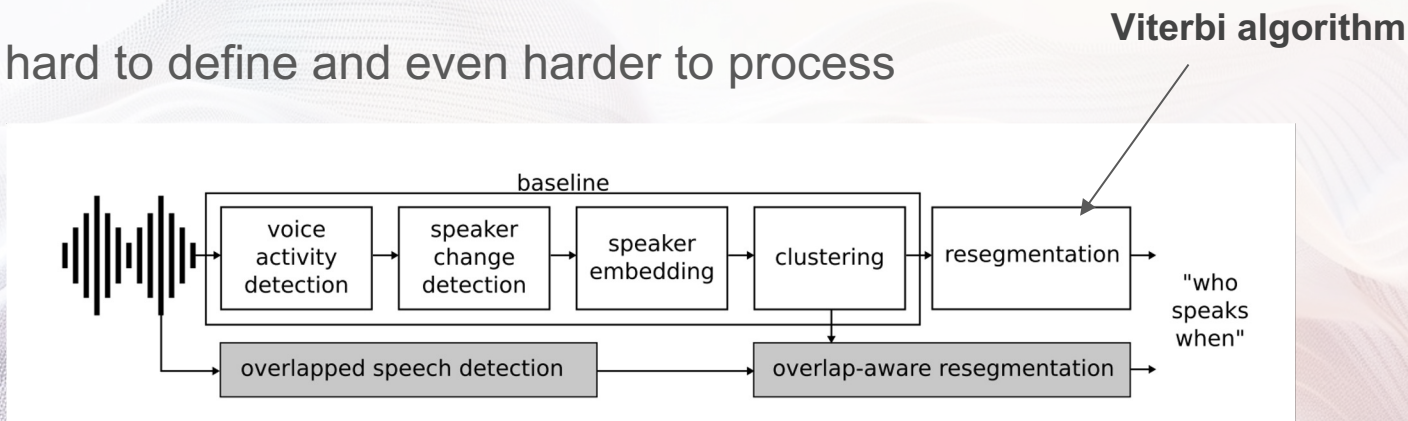 Viterbi algorithm
hard to define and even harder to process
baseline
voice
activity
detection
speaker
change
detection
speaker
embedding
clustering
resegmentation
"who
speaks
when"
overlapped speech detection
overlap-aware resegmentation